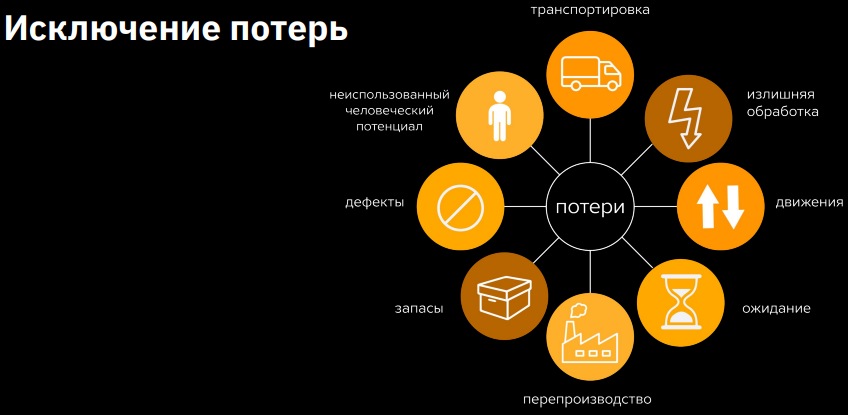 Исключение потерь
транспортировка
неиспользованный
человеческий
потенциал
излишняя
обработка
дефекты
потери
движения
запасы
ожидание
перепроизводство